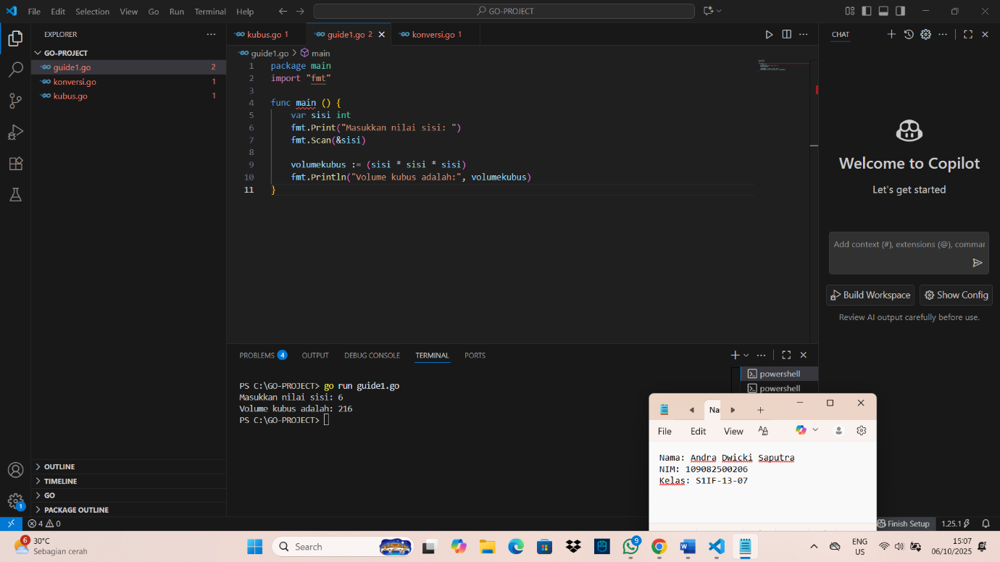 File Edit Selection View Go Run Terminal Help
GO-PROJECT
EXPLORER
GO-PROJECT
guide1.go 2
konversi.go 1
kubus.go 1
OUTLINE
TIMELINE
GO
PACKAGE OUTLINE
kubus.go 1 guide1.go 2 konversi.go 1
guide1.go > main
1 package main
2 import "fmt"
3
4 func main () {
5 var sisi int
6 fmt.Print("Masukkan nilai sisi: ")
7 fmt.Scan(&sisi)
8
9 volumekubus := (sisi * sisi * sisi)
10 fmt.Println("Volume kubus adalah:", volumekubus)
11 }
PROBLEMS 4 OUTPUT DEBUG CONSOLE TERMINAL PORTS
PS C:\GO-PROJECT> go run guide1.go
Masukkan nilai sisi: 6
Volume kubus adalah: 216
PS C:\GO-PROJECT>
powershell
powershell
CHAT
Welcome to Copilot
Let's get started
Add context (#), extensions (@), commar
Build Workspace Show Config
Review AI output carefully before use.
Na
File Edit View
Nama: Andra Dwicki Saputra
NIM: 109082500206
Kelas: S1IF-13-07
1
4 0
Finish Setup 1.25.1
6
30°C
Sebagian cerah
Search
9
ENG
US
15:07
06/10/2025